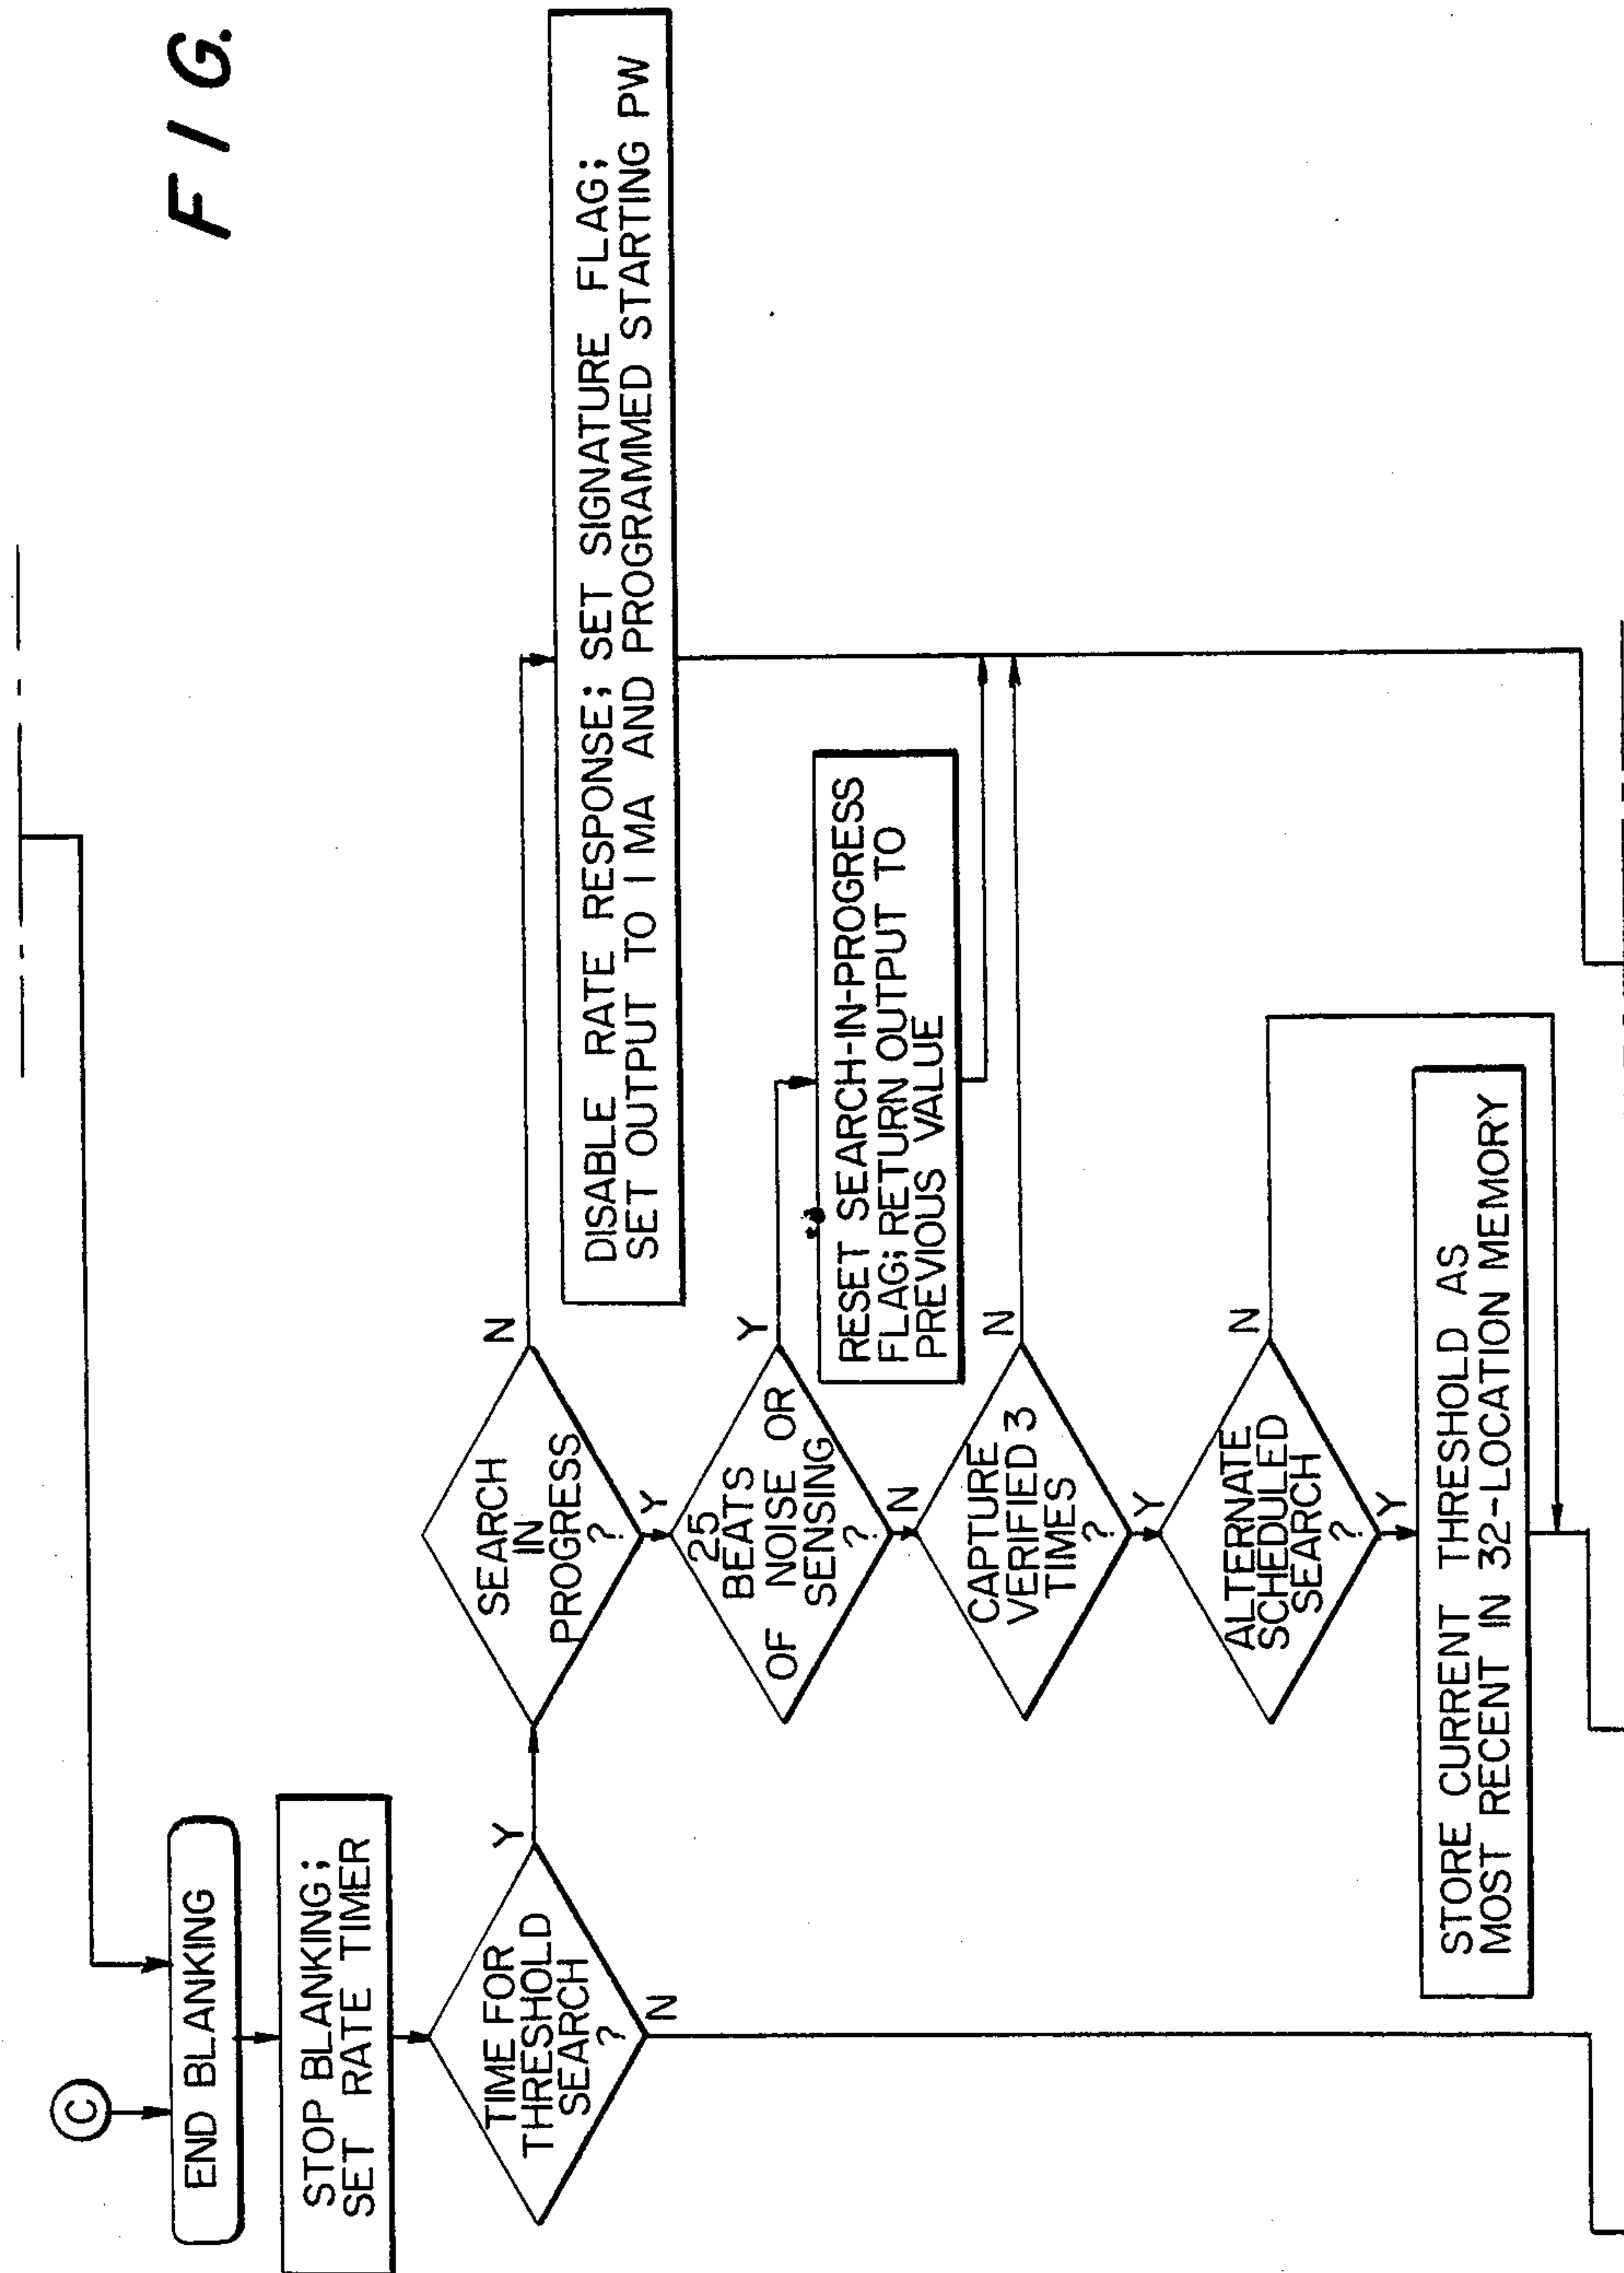 FIG.
C
END BLANKING
STOP BLANKING;
SET RATE TIMER
TIME FOR
THRESHOLD
SEARCH
?
Y
N
SEARCH
IN
PROGRESS
?
N
Y
DISABLE RATE RESPONSE; SET SIGNATURE FLAG;
SET OUTPUT TO 1 MA AND PROGRAMMED STARTING PW
25
BEATS
OF NOISE OR
SENSING
?
Y
N
RESET SEARCH-IN-PROGRESS
FLAG; RETURN OUTPUT TO
PREVIOUS VALUE
CAPTURE
VERIFIED 3
TIMES
?
N
Y
ALTERNATE
SCHEDULED
SEARCH
?
N
Y
STORE CURRENT THRESHOLD AS
MOST RECENT IN 32-LOCATION MEMORY